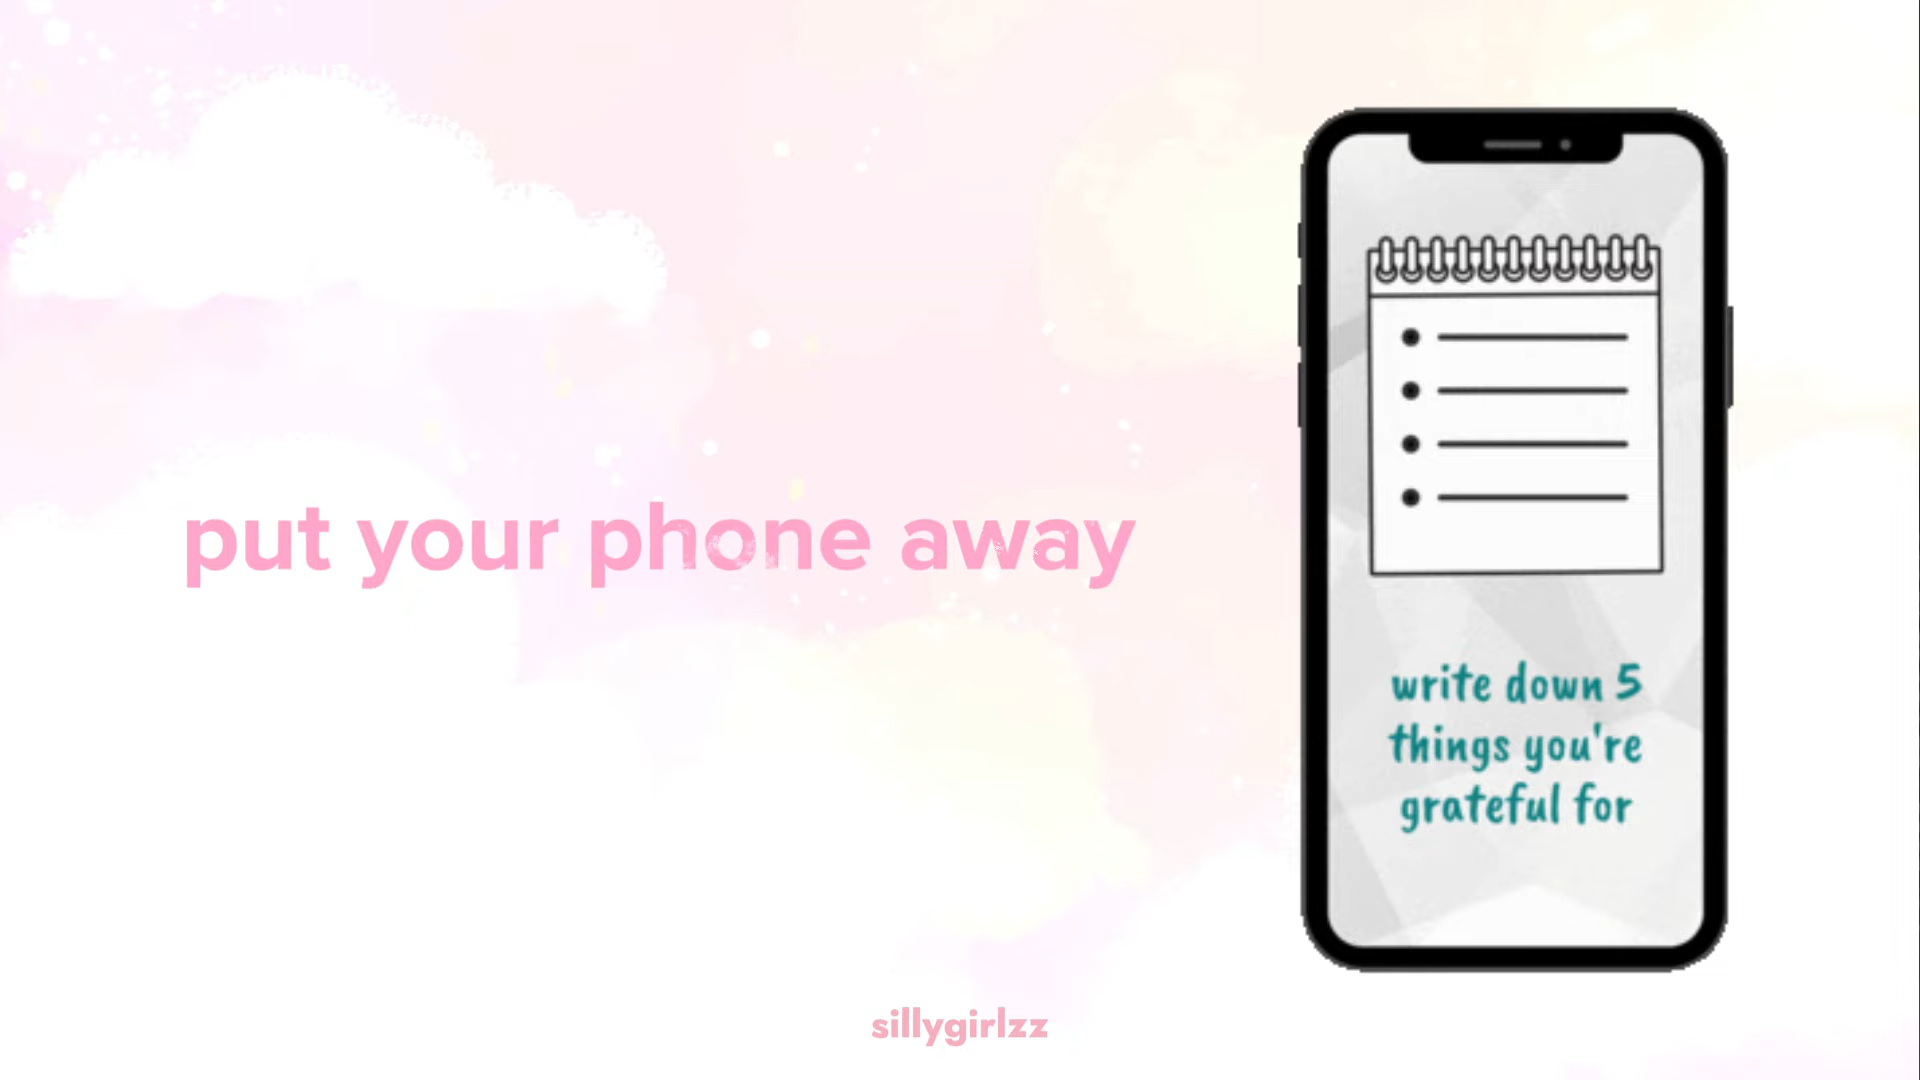 put your phone away
write down 5
things you're
grateful for
sillygirlzz